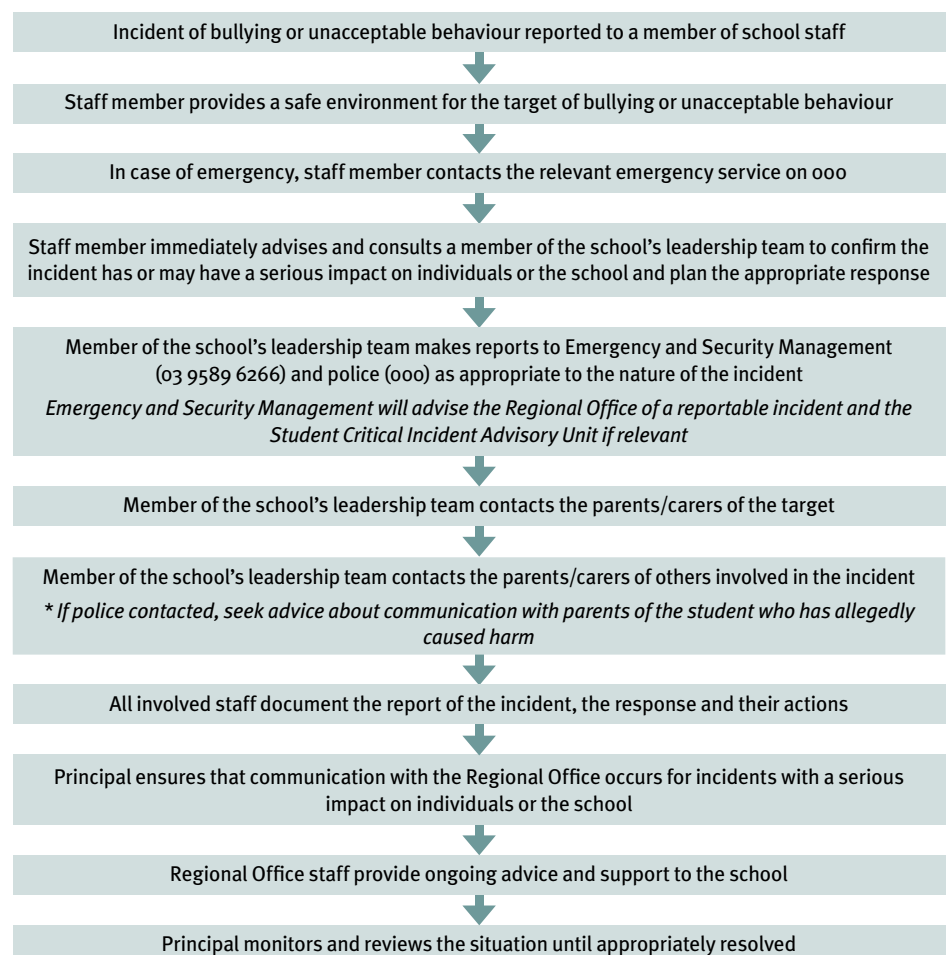 Incident of bullying or unacceptable behaviour reported to a member of school staff
Staff member provides a safe environment for the target of bullying or unacceptable behaviour
In case of emergency, staff member contacts the relevant emergency service on 000
Staff member immediately advises and consults a member of the school’s leadership team to confirm the
incident has or may have a serious impact on individuals or the school and plan the appropriate response
Member of the school’s leadership team makes reports to Emergency and Security Management
(03 9589 6266) and police (000) as appropriate to the nature of the incident
Emergency and Security Management will advise the Regional Office of a reportable incident and the
Student Critical Incident Advisory Unit if relevant
Member of the school’s leadership team contacts the parents/carers of the target
Member of the school’s leadership team contacts the parents/carers of others involved in the incident
* If police contacted, seek advice about communication with parents of the student who has allegedly
caused harm
All involved staff document the report of the incident, the response and their actions
Principal ensures that communication with the Regional Office occurs for incidents with a serious
impact on individuals or the school
Regional Office staff provide ongoing advice and support to the school
Principal monitors and reviews the situation until appropriately resolved